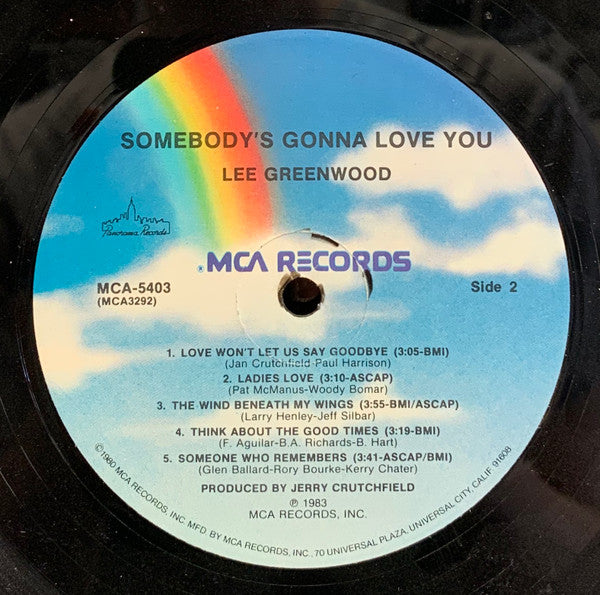 SOMEBODY'S GONNA LOVE YOU
LEE GREENWOOD
Panorama Records
®MCA RECORDS
MCA-5403
(MCA3292)
Side 2
1. LOVE WON'T LET US SAY GOODBYE (3:05-BMI)
(Jan Crutchfield-Paul Harrison)
2. LADIES LOVE (3:10-ASCAP)
(Pat McManus-Woody Bomar)
3. THE WIND BENEATH MY WINGS (3:55-BMI/ASCAP)
(Larry Henley-Jeff Silbar)
4. THINK ABOUT THE GOOD TIMES (3:19-BMI)
(F. Aguilar-B.A. Richards-B. Hart)
5. SOMEONE WHO REMEMBERS (3:41-ASCAP/BMI)
(Glen Ballard-Rory Bourke-Kerry Chater)
PRODUCED BY JERRY CRUTCHFIELD
℗ 1983
MCA RECORDS, INC.
©1980 MCA RECORDS, INC. MFD. BY MCA RECORDS, INC., 70 UNIVERSAL PLAZA, UNIVERSAL CITY, CALIF. 91608